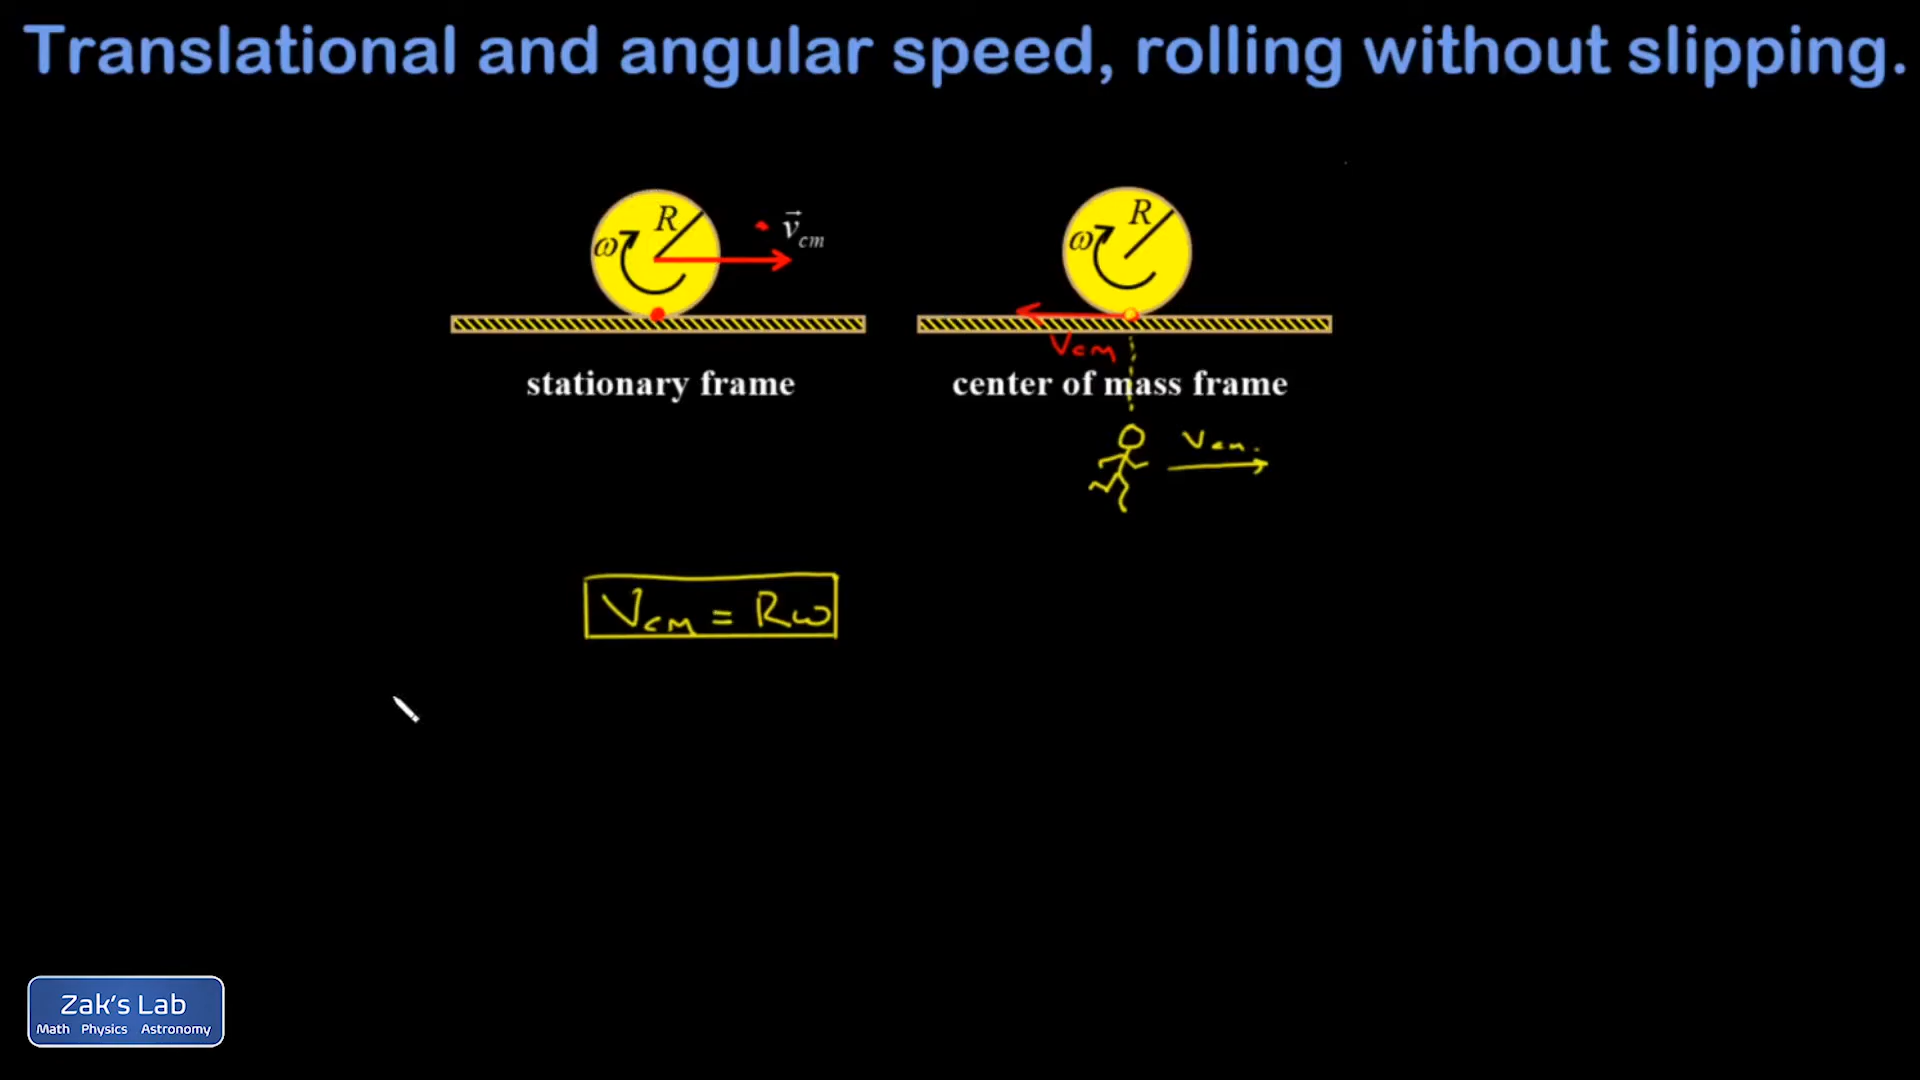 Translational and angular speed, rolling without slipping.
R
ω
v⃗cm
R
ω
Vcm
stationary frame
center of mass frame
Vcm.
Vcm = Rω
Zak's Lab
Math Physics Astronomy